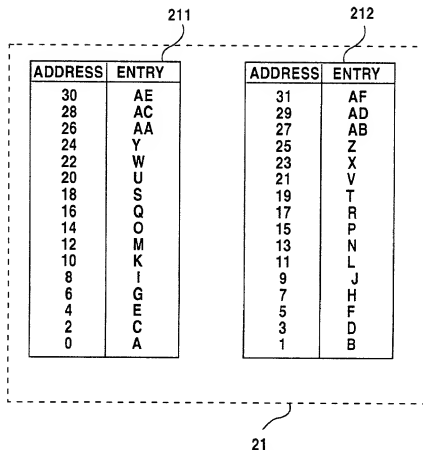 211
212
ADDRESS ENTRY
30 AE
28 AC
26 AA
24 Y
22 W
20 U
18 S
16 Q
14 O
12 M
10 K
8 I
6 G
4 E
2 C
0 A
ADDRESS ENTRY
31 AF
29 AD
27 AB
25 Z
23 X
21 V
19 T
17 R
15 P
13 N
11 L
9 J
7 H
5 F
3 D
1 B
21